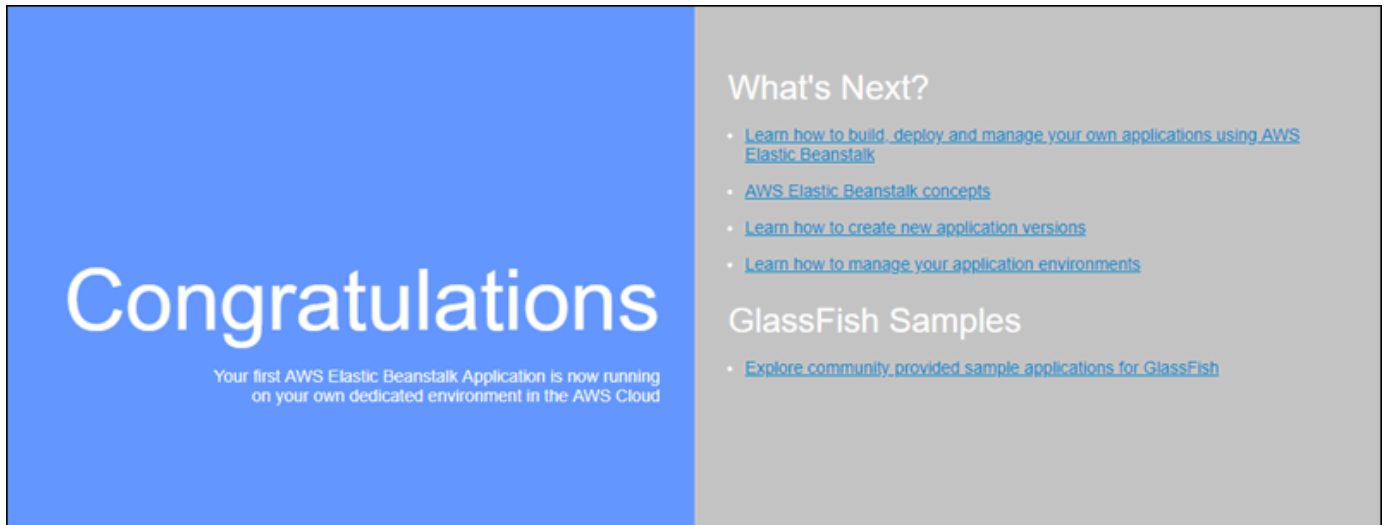 Congratulations
Your first AWS Elastic Beanstalk Application is now running
on your own dedicated environment in the AWS Cloud
What's Next?
Learn how to build, deploy and manage your own applications using AWS
Elastic Beanstalk
AWS Elastic Beanstalk concepts
Learn how to create new application versions
Learn how to manage your application environments
GlassFish Samples
Explore community provided sample applications for GlassFish